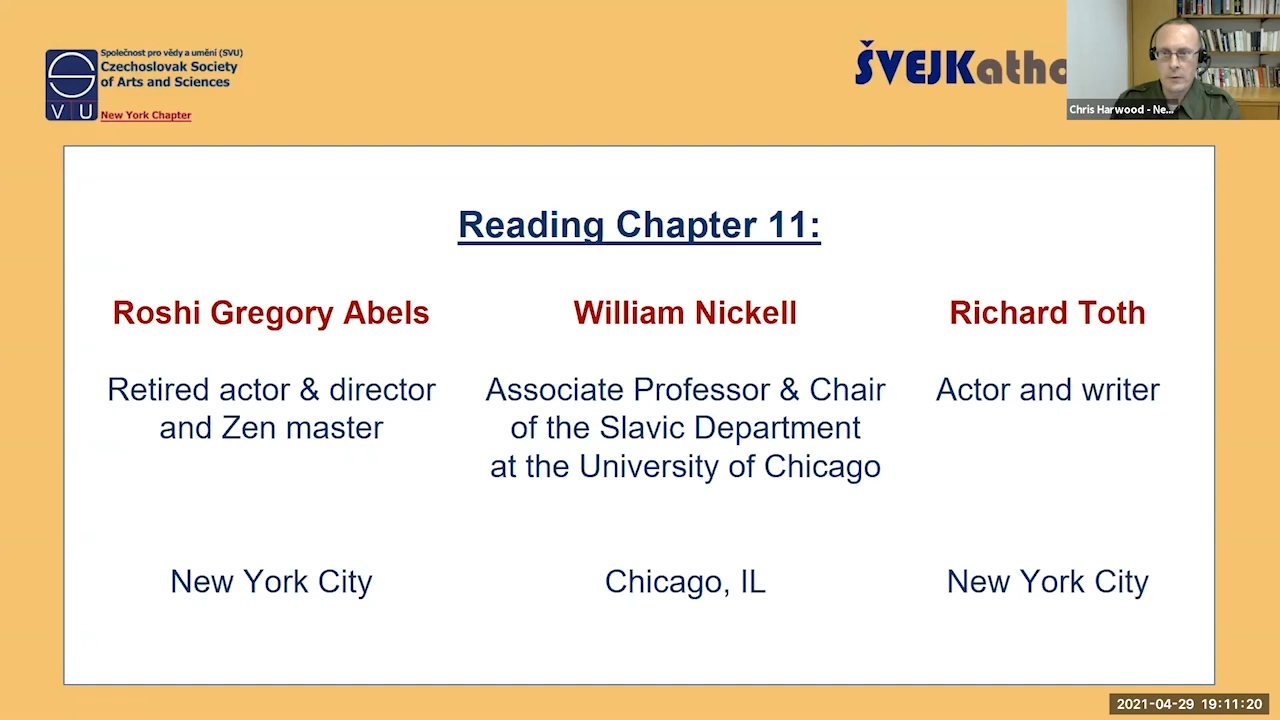 Společnost pro vědy a umění (SVU)
Czechoslovak Society
of Arts and Sciences
New York Chapter
S
V U
ŠVEJKatho
Chris Harwood - Ne...
Reading Chapter 11:
Roshi Gregory Abels
William Nickell
Richard Toth
Retired actor & director
and Zen master
Associate Professor & Chair
of the Slavic Department
at the University of Chicago
Actor and writer
New York City
Chicago, IL
New York City
2021-04-29 19:11:20